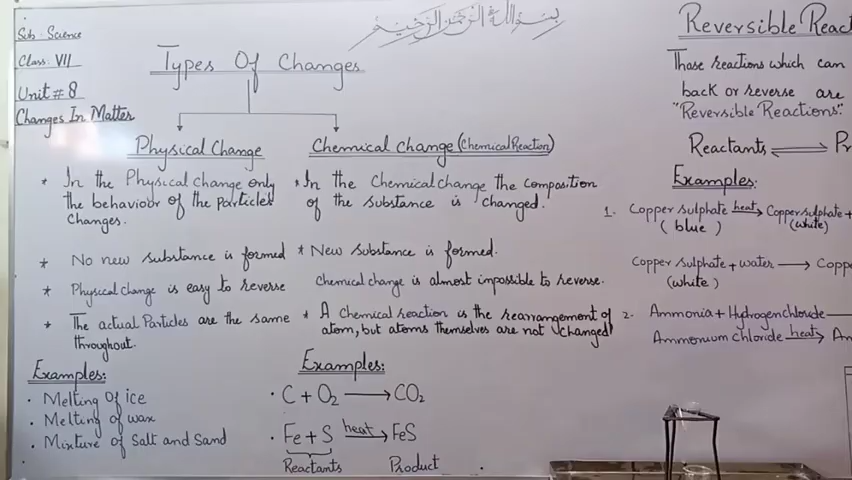 بسم الله الرحمن الرحيم
Sub: Science
Class: VII
Unit # 8
Changes In Matter
Types Of Changes
Physical Change
* In the Physical change only
the behavior of the Particles
Changes.
* No new substance is formed
* Physical change is easy to reverse
* The actual Particles are the same
throughout.
Examples:
· Melting Of ice
· Melting of wax
· Mixture of Salt and Sand
Chemical change (Chemical Reaction)
* In the Chemical change the composition
of the substance is changed.
* New substance is formed.
Chemical change is almost impossible to reverse.
* A chemical reaction is the rearrangement of
atom, but atoms themselves are not changed
Examples:
· C + O₂ ⟶ CO₂
· Fe + S heat⟶ FeS
Reactants Product
Reversible React
Those reactions which can
back or reverse are
"Reversible Reactions".
Reactants ⇌ Pr
Examples:
1. Copper sulphate heat⟶ Copper sulphate +
(blue) (white)
Copper sulphate + water ⟶ Copp
(white)
2. Ammonia + Hydrogen chloride —
Ammonium chloride heat⟶ Am